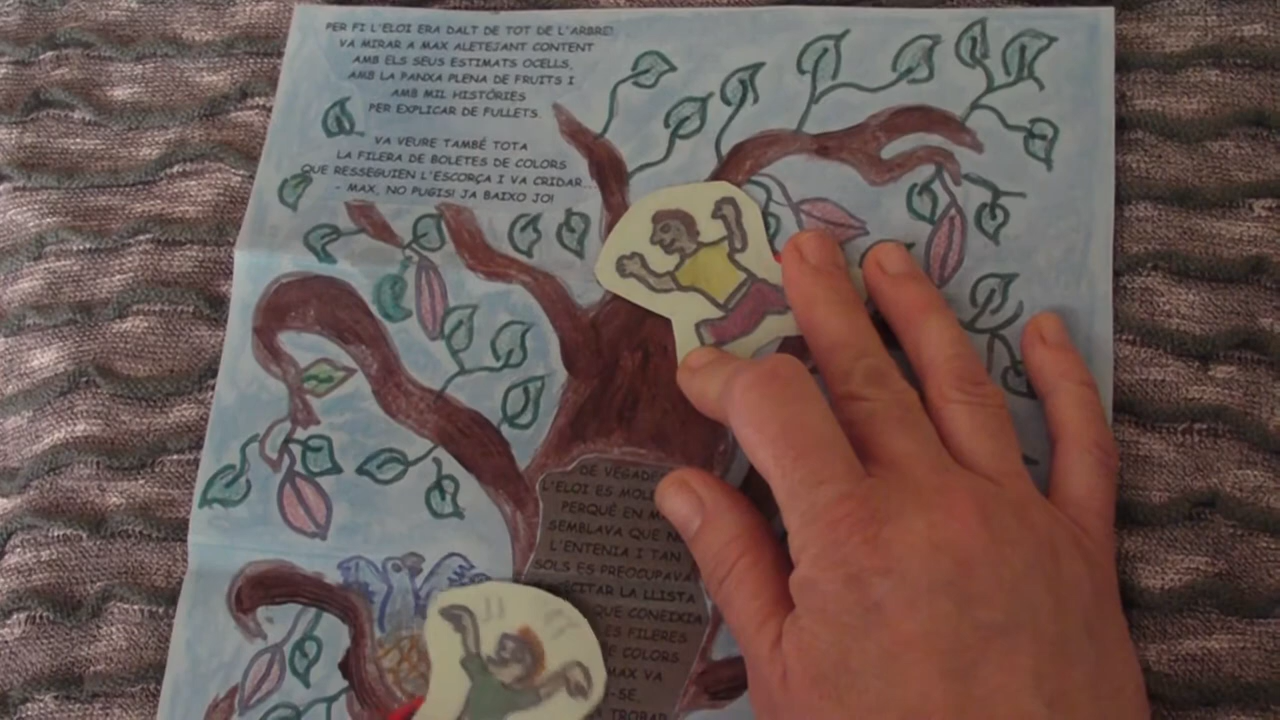 PER FI L'ELOI ERA DALT DE TOT DE L'ARBRE!
VA MIRAR A MAX ALETEJANT CONTENT
AMB ELS SEUS ESTIMATS OCELLS,
AMB LA PANXA PLENA DE FRUITS I
AMB MIL HISTÒRIES
PER EXPLICAR DE FULLETS.
VA VEURE TAMBÉ TOTA
LA FILERA DE BOLETES DE COLORS
QUE RESSEGUIEN L'ESCORÇA I VA CRIDAR...
- MAX, NO PUGIS! JA BAIXO JO!
DE
L'ELOI ES
PERQUÈ EN
SEMBLAVA QUE
L'ENTENIA I TAN
SOLS ES PREOCUPAVA
LA LLISTA
QUE CONEIXIA
ES FILERES
COLORS
MAX VA
TROBAR